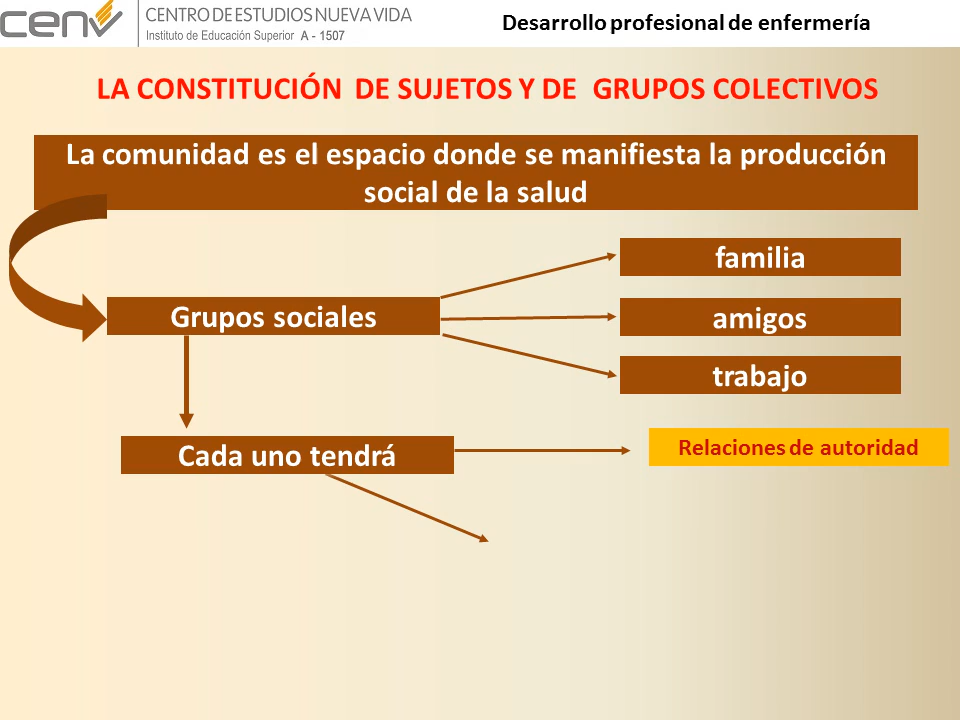 cenv
CENTRO DE ESTUDIOS NUEVA VIDA
Instituto de Educación Superior A - 1507
Desarrollo profesional de enfermería
LA CONSTITUCIÓN DE SUJETOS Y DE GRUPOS COLECTIVOS
La comunidad es el espacio donde se manifiesta la producción
social de la salud
familia
Grupos sociales
amigos
trabajo
Cada uno tendrá
Relaciones de autoridad